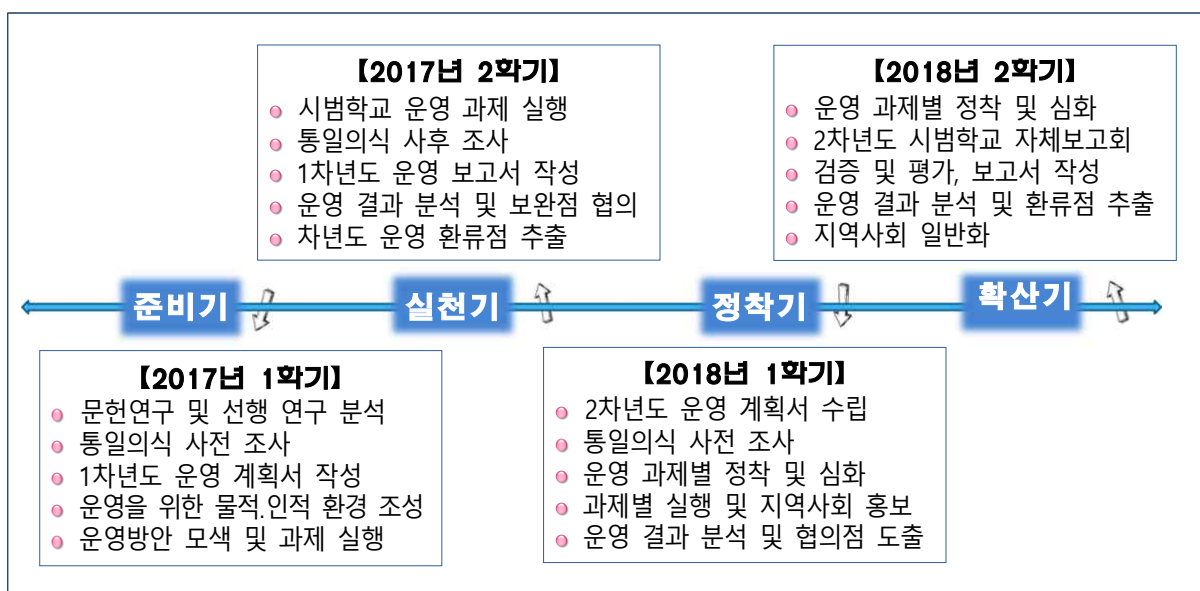 【2017년 2학기】
시범학교 운영 과제 실행
통일의식 사후 조사
1차년도 운영 보고서 작성
운영 결과 분석 및 보완점 협의
차년도 운영 환류점 추출
【2018년 2학기】
운영 과제별 정착 및 심화
2차년도 시범학교 자체보고회
검증 및 평가, 보고서 작성
운영 결과 분석 및 환류점 추출
지역사회 일반화
준비기
실천기
정착기
확산기
【2017년 1학기】
문헌연구 및 선행 연구 분석
통일의식 사전 조사
1차년도 운영 계획서 작성
운영을 위한 물적.인적 환경 조성
운영방안 모색 및 과제 실행
【2018년 1학기】
2차년도 운영 계획서 수립
통일의식 사전 조사
운영 과제별 정착 및 심화
과제별 실행 및 지역사회 홍보
운영 결과 분석 및 협의점 도출